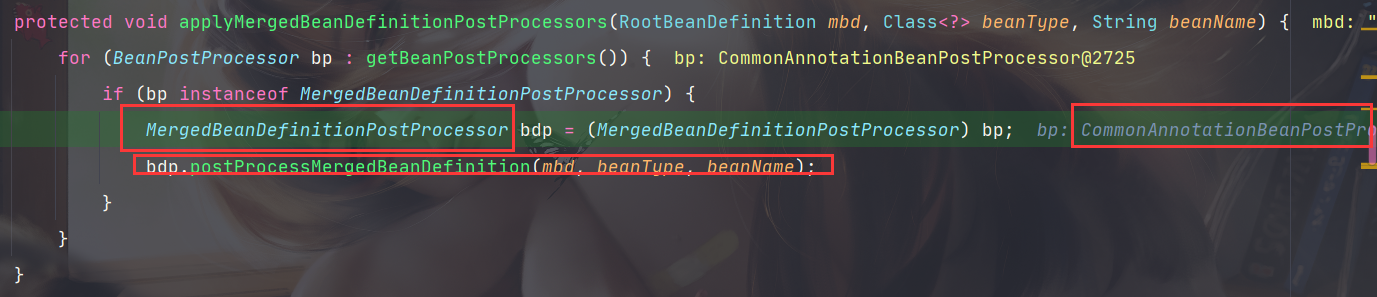 protected void applyMergedBeanDefinitionPostProcessors(RootBeanDefinition mbd, Class<?> beanType, String beanName) {  mbd: "
for (BeanPostProcessor bp : getBeanPostProcessors()) {  bp: CommonAnnotationBeanPostProcessor@2725
if (bp instanceof MergedBeanDefinitionPostProcessor) {
MergedBeanDefinitionPostProcessor bdp = (MergedBeanDefinitionPostProcessor) bp;  bp: CommonAnnotationBeanPostPro
bdp.postProcessMergedBeanDefinition(mbd, beanType, beanName);
}
}
}